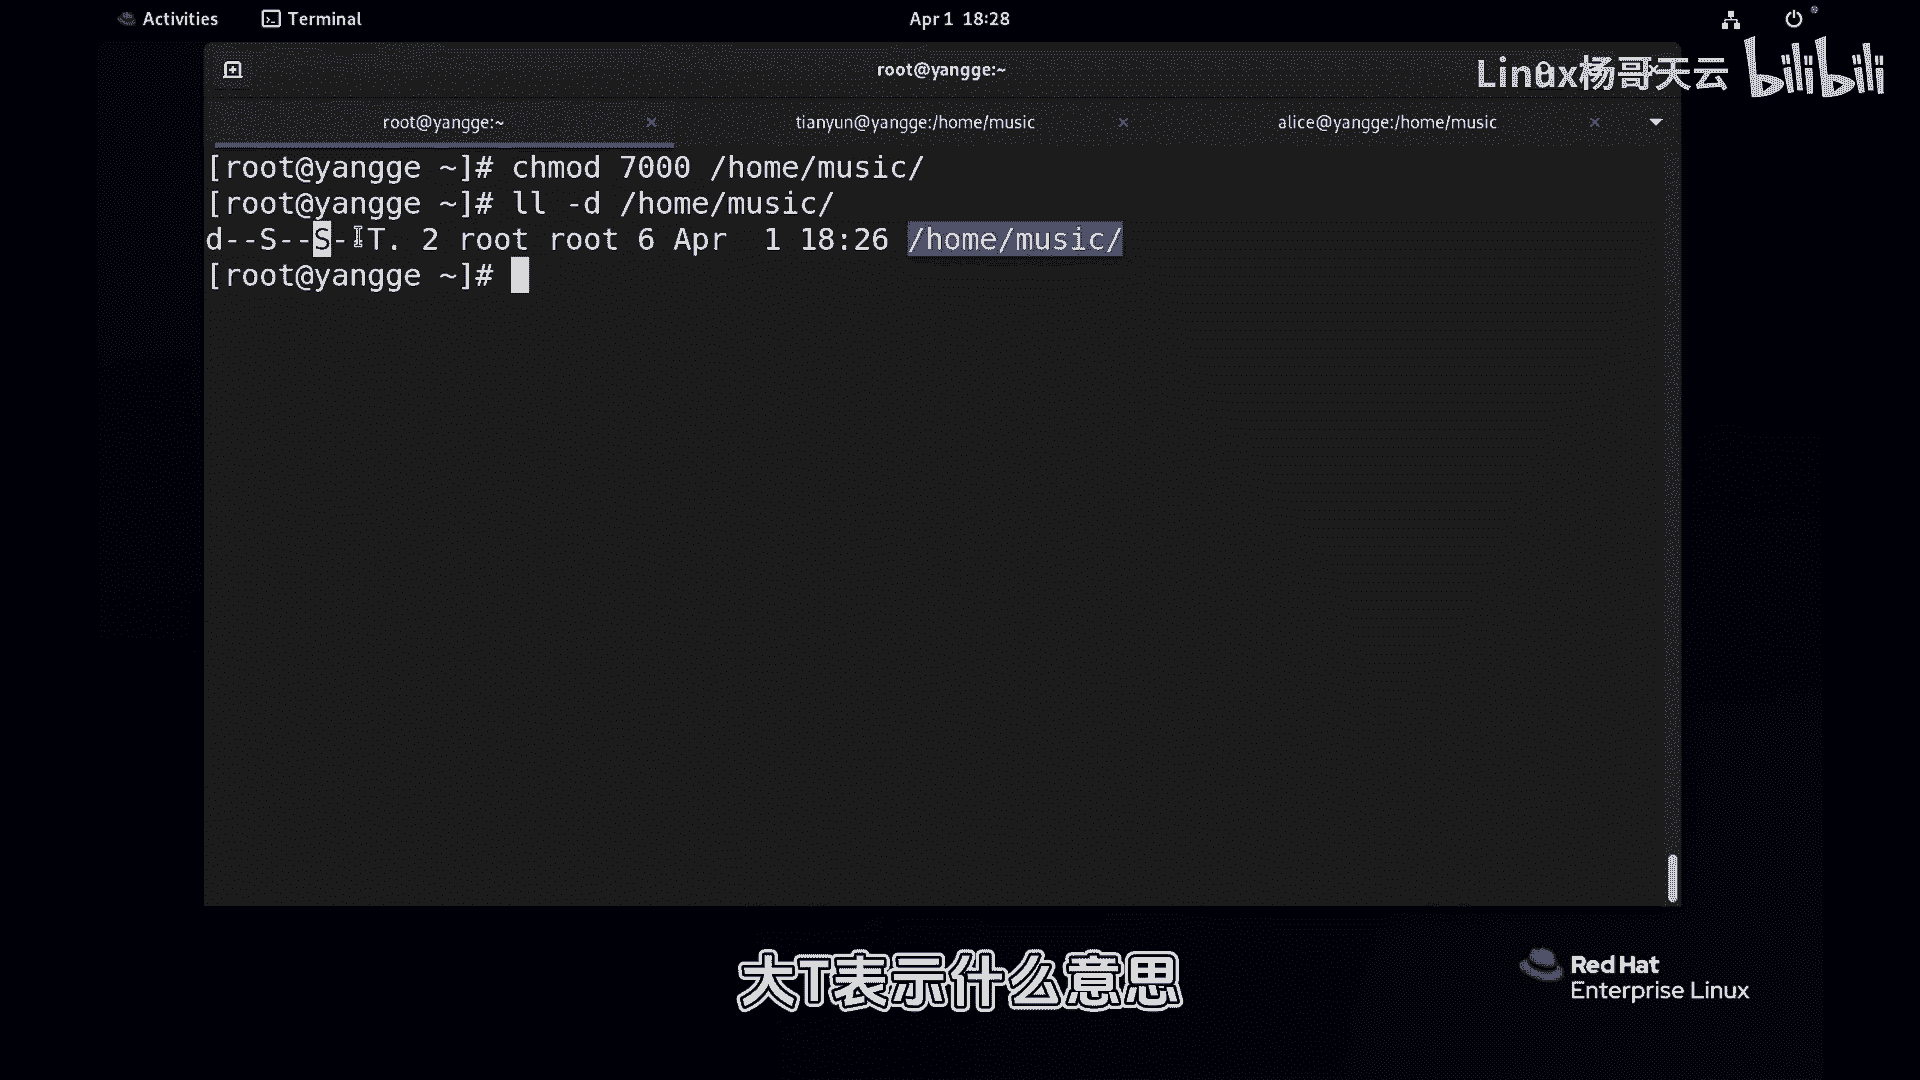 Activities Terminal Apr 1 18:28
root@yangge:~
Linux杨哥天云 bilibili
root@yangge:~ × tianyun@yangge:/home/music × alice@yangge:/home/music ×
[root@yangge ~]# chmod 7000 /home/music/
[root@yangge ~]# ll -d /home/music/
d--S--S--T. 2 root root 6 Apr  1 18:26 /home/music/
[root@yangge ~]#
大T表示什么意思
Red Hat
Enterprise Linux